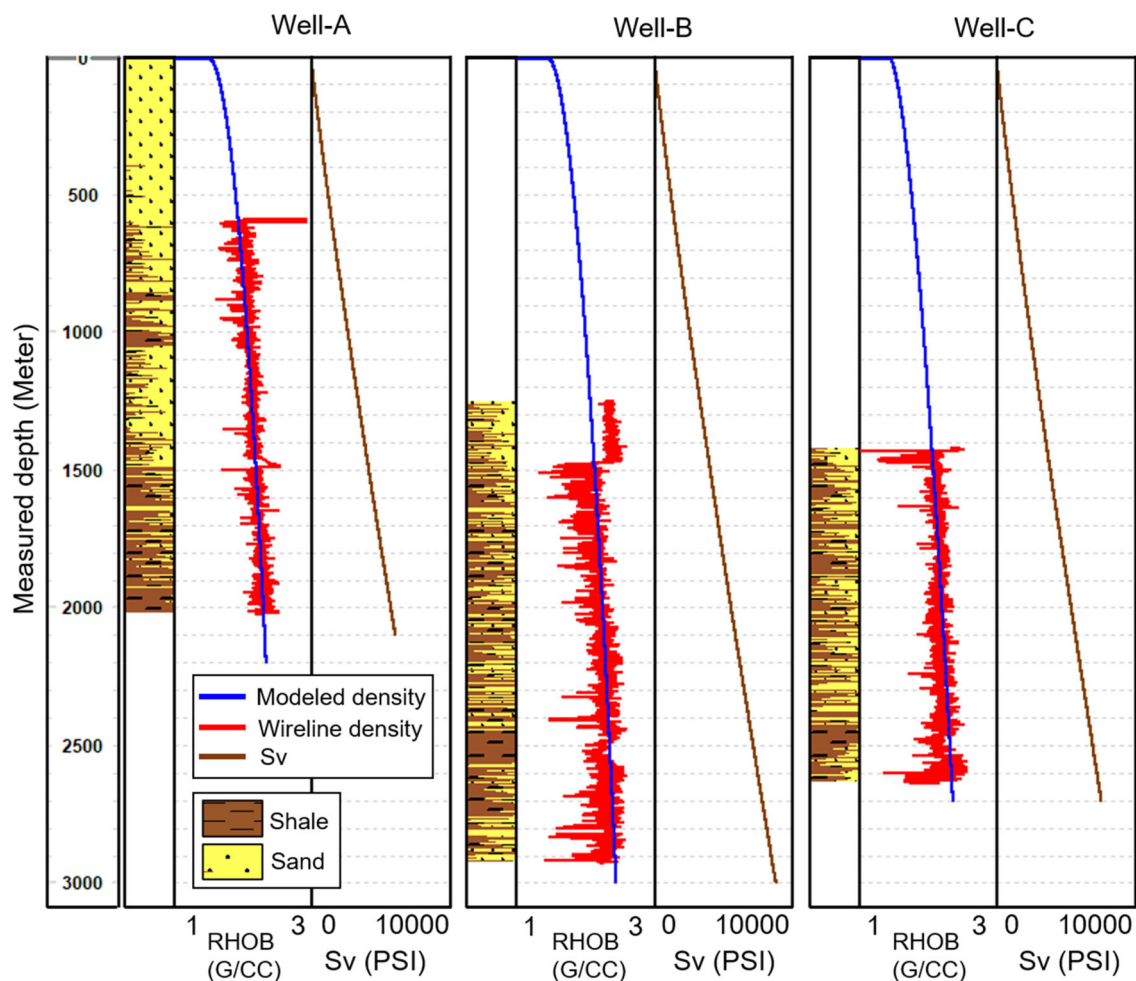 Well-A
Well-B
Well-C
Measured depth (Meter)
0
500
1000
1500
2000
2500
3000
Modeled density
Wireline density
Sv
Shale
Sand
1 3 0 10000
RHOB
(G/CC)
Sv (PSI)
1 3 0 10000
RHOB
(G/CC)
Sv (PSI)
1 3 0 10000
RHOB
(G/CC)
Sv (PSI)